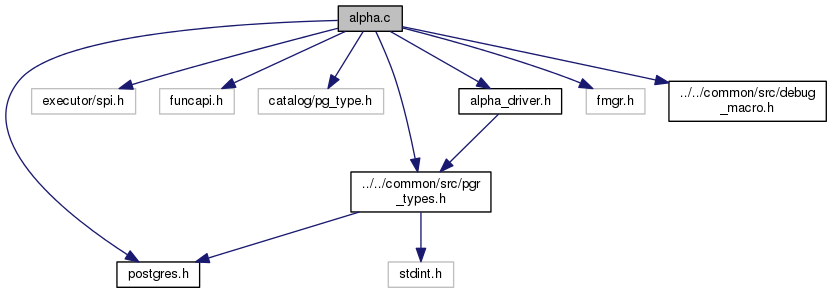 alpha.c
executor/spi.h
funcapi.h
catalog/pg_type.h
alpha_driver.h
fmgr.h
../../common/src/debug
_macro.h
../../common/src/pgr
_types.h
postgres.h
stdint.h